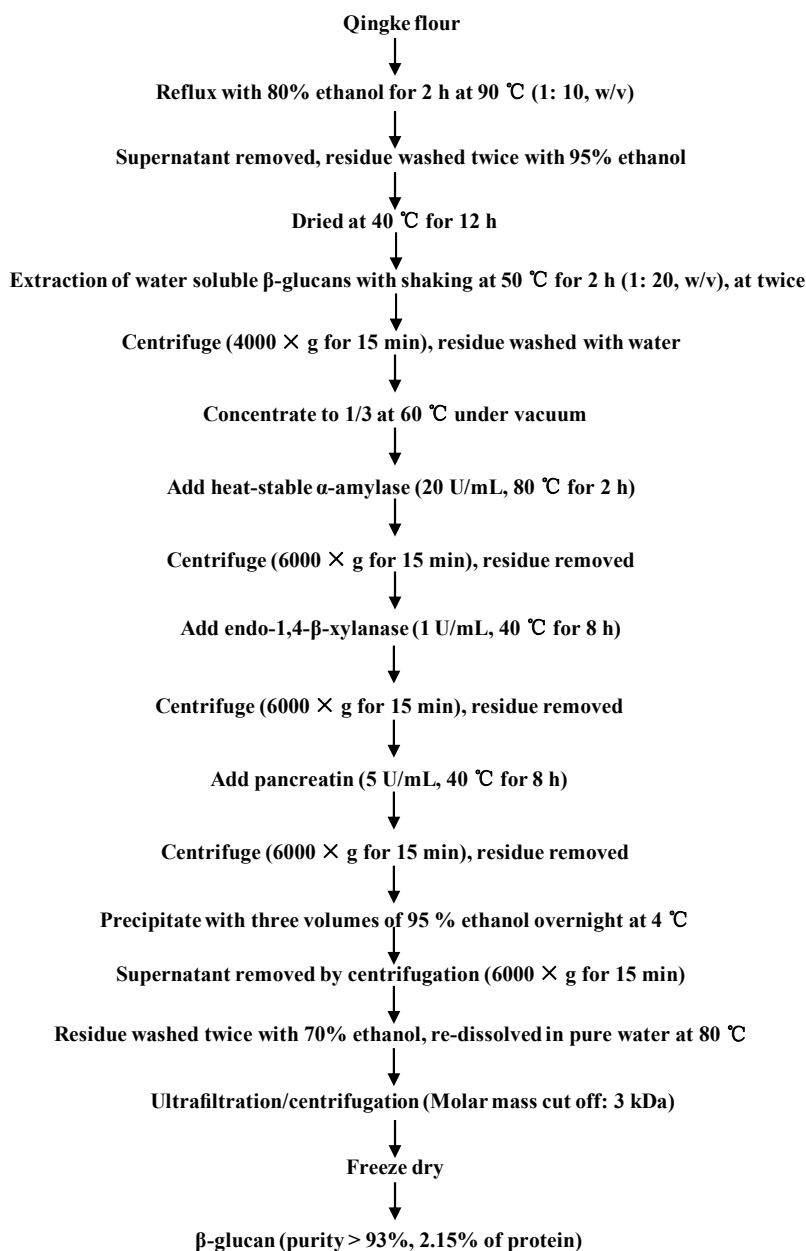 Qingke flour
Reflux with 80% ethanol for 2 h at 90 ℃ (1: 10, w/v)
Supernatant removed, residue washed twice with 95% ethanol
Dried at 40 ℃ for 12 h
Extraction of water soluble β-glucans with shaking at 50 ℃ for 2 h (1: 20, w/v), at twice
Centrifuge (4000 × g for 15 min), residue washed with water
Concentrate to 1/3 at 60 ℃ under vacuum
Add heat-stable α-amylase (20 U/mL, 80 ℃ for 2 h)
Centrifuge (6000 × g for 15 min), residue removed
Add endo-1,4-β-xylanase (1 U/mL, 40 ℃ for 8 h)
Centrifuge (6000 × g for 15 min), residue removed
Add pancreatin (5 U/mL, 40 ℃ for 8 h)
Centrifuge (6000 × g for 15 min), residue removed
Precipitate with three volumes of 95 % ethanol overnight at 4 ℃
Supernatant removed by centrifugation (6000 × g for 15 min)
Residue washed twice with 70% ethanol, re-dissolved in pure water at 80 ℃
Ultrafiltration/centrifugation (Molar mass cut off: 3 kDa)
Freeze dry
β-glucan (purity > 93%, 2.15% of protein)